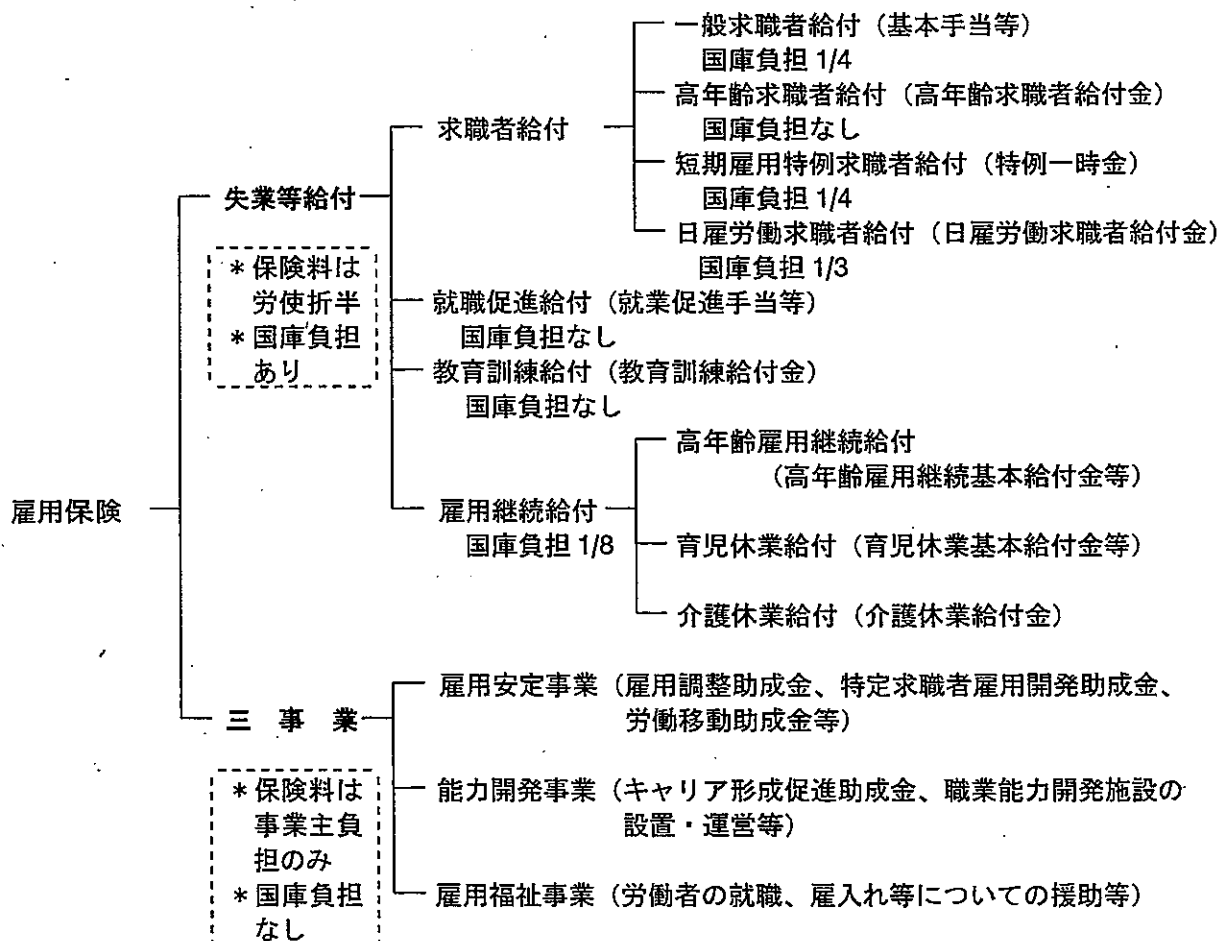 雇用保険
失業等給付
＊保険料は
労使折半
＊国庫負担
あり
求職者給付
一般求職者給付（基本手当等）
国庫負担 1/4
高年齢求職者給付（高年齢求職者給付金）
国庫負担なし
短期雇用特例求職者給付（特例一時金）
国庫負担 1/4
日雇労働求職者給付（日雇労働求職者給付金）
国庫負担 1/3
就職促進給付（就業促進手当等）
国庫負担なし
教育訓練給付（教育訓練給付金）
国庫負担なし
雇用継続給付
国庫負担 1/8
高年齢雇用継続給付
（高年齢雇用継続基本給付金等）
育児休業給付（育児休業基本給付金等）
介護休業給付（介護休業給付金）
三事業
＊保険料は
事業主負
担のみ
＊国庫負担
なし
雇用安定事業（雇用調整助成金、特定求職者雇用開発助成金、
労働移動助成金等）
能力開発事業（キャリア形成促進助成金、職業能力開発施設の
設置・運営等）
雇用福祉事業（労働者の就職、雇入れ等についての援助等）